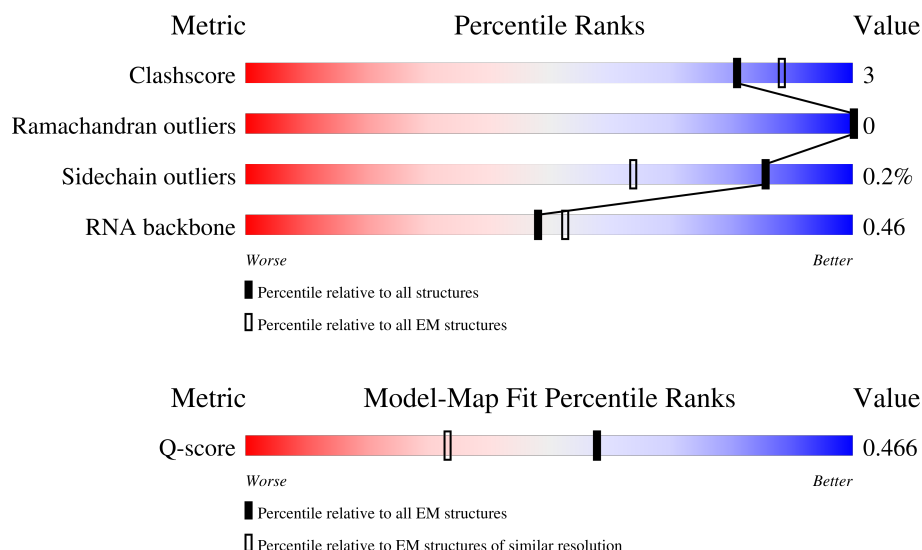 Metric Percentile Ranks Value
Clashscore 3
Ramachandran outliers 0
Sidechain outliers 0.2%
RNA backbone 0.46
Worse Better
Percentile relative to all structures
Percentile relative to all EM structures
Metric Model-Map Fit Percentile Ranks Value
Q-score 0.466
Worse Better
Percentile relative to all EM structures
Percentile relative to EM structures of similar resolution